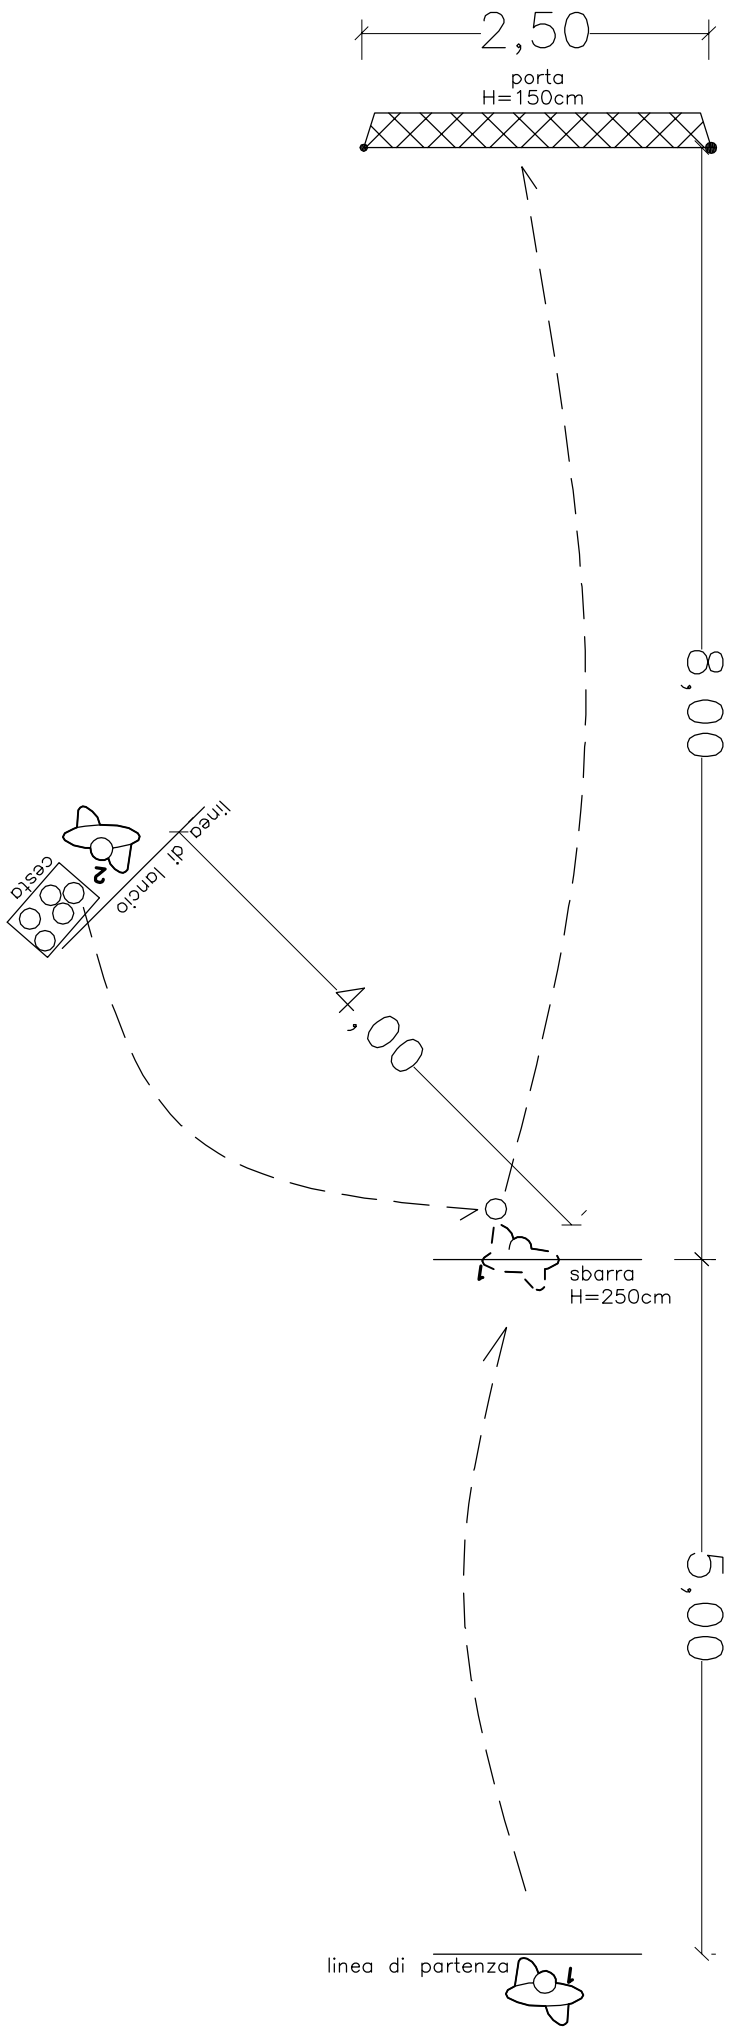 2,50
porta
H=150cm
8,00
linea di lancio
2
cesta
4,00
1
sbarra
H=250cm
5,00
linea di partenza
1